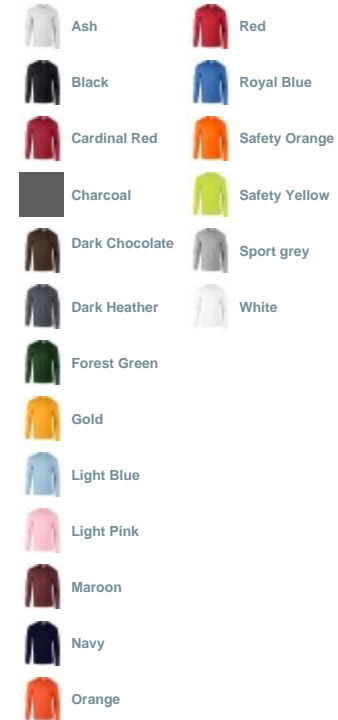 Ash
Black
Cardinal Red
Charcoal
Dark Chocolate
Dark Heather
Forest Green
Gold
Light Blue
Light Pink
Maroon
Navy
Orange
Red
Royal Blue
Safety Orange
Safety Yellow
Sport grey
White